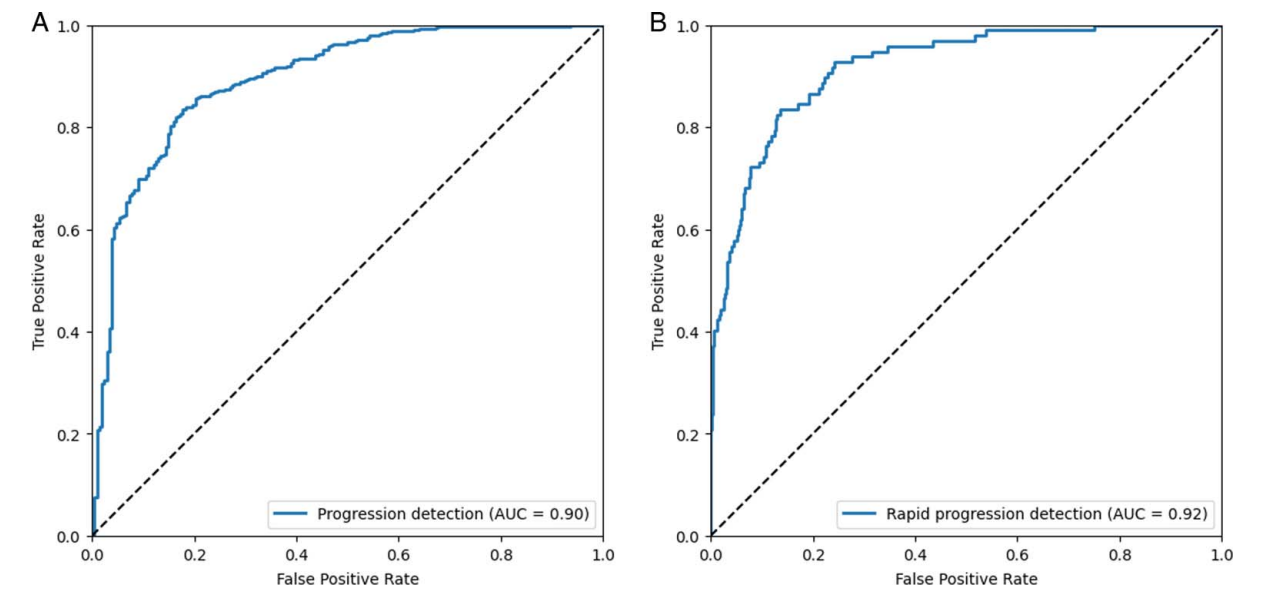 A
1.0
0.8
0.6
0.4
0.2
0.0
True Positive Rate
Progression detection (AUC = 0.90)
0.0 0.2 0.4 0.6 0.8 1.0
False Positive Rate
B
1.0
0.8
0.6
0.4
0.2
0.0
True Positive Rate
Rapid progression detection (AUC = 0.92)
0.0 0.2 0.4 0.6 0.8 1.0
False Positive Rate